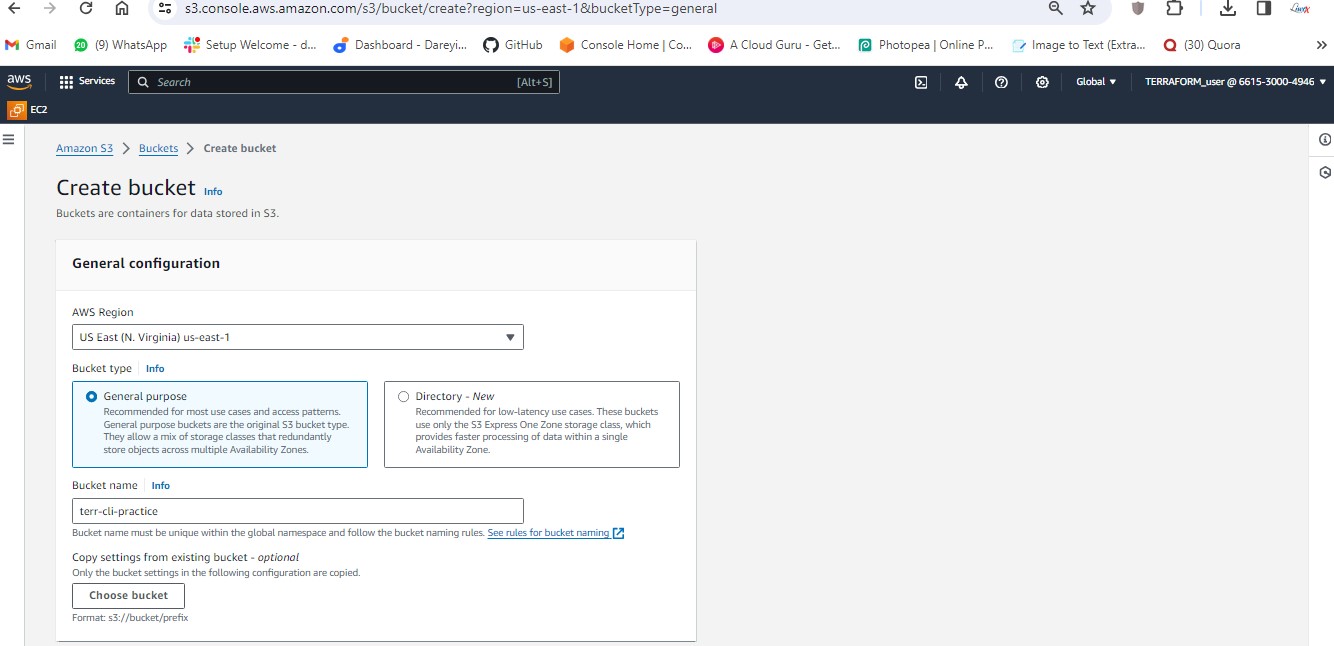 s3.console.aws.amazon.com/s3/bucket/create?region=us-east-1&bucketType=general
Gmail
20 (9) WhatsApp
Setup Welcome - d...
Dashboard - Dareyi...
GitHub
Console Home | Co...
A Cloud Guru - Get...
Photopea | Online P...
Image to Text (Extra...
(30) Quora
aws
Services
Search
[Alt+S]
Global
TERRAFORM_user @ 6615-3000-4946
EC2
Amazon S3 > Buckets > Create bucket
Create bucket Info
Buckets are containers for data stored in S3.
General configuration
AWS Region
US East (N. Virginia) us-east-1
Bucket type Info
General purpose
Recommended for most use cases and access patterns.
General purpose buckets are the original S3 bucket type.
They allow a mix of storage classes that redundantly
store objects across multiple Availability Zones.
Directory - New
Recommended for low-latency use cases. These buckets
use only the S3 Express One Zone storage class, which
provides faster processing of data within a single
Availability Zone.
Bucket name Info
terr-cli-practice
Bucket name must be unique within the global namespace and follow the bucket naming rules. See rules for bucket naming
Copy settings from existing bucket - optional
Only the bucket settings in the following configuration are copied.
Choose bucket
Format: s3://bucket/prefix